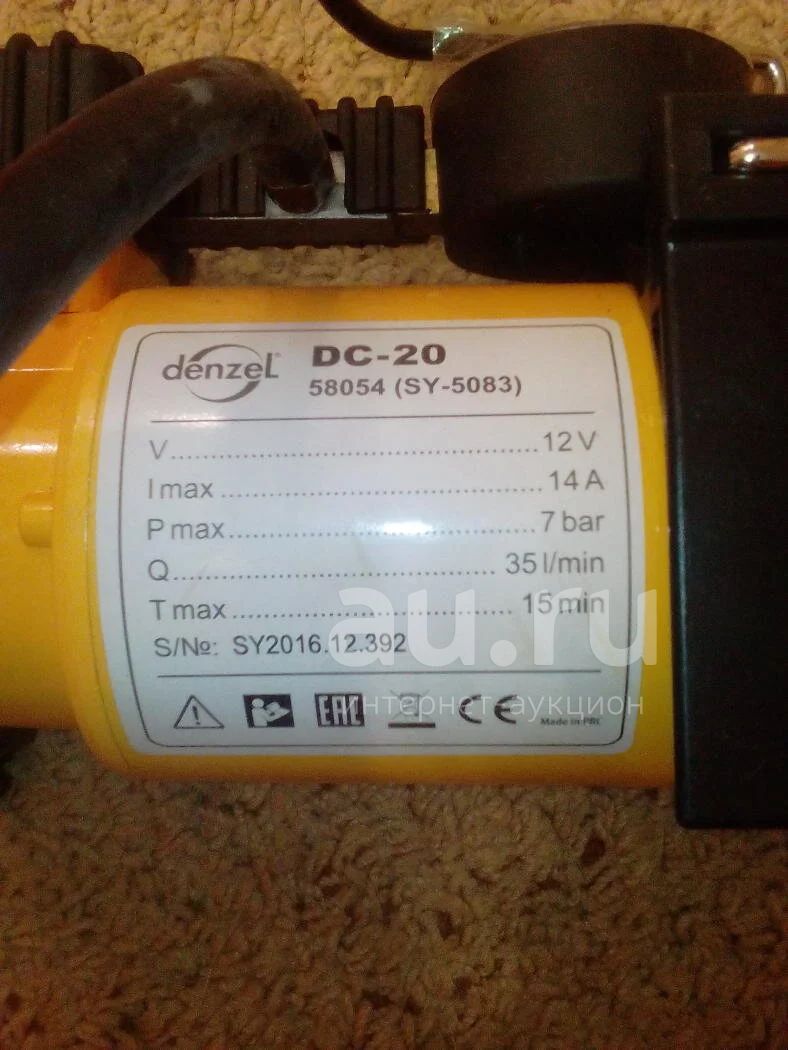 denzel® DC-20
58054 (SY-5083)
V.......................................................12 V
I max ................................................. 14 A
P max................................................ 7 bar
Q................................................. 35 l/min
T max........................................... 15 min
S/№: SY2016.12.392
au.ru
интернет-аукцион
EAC CE Made in PRC